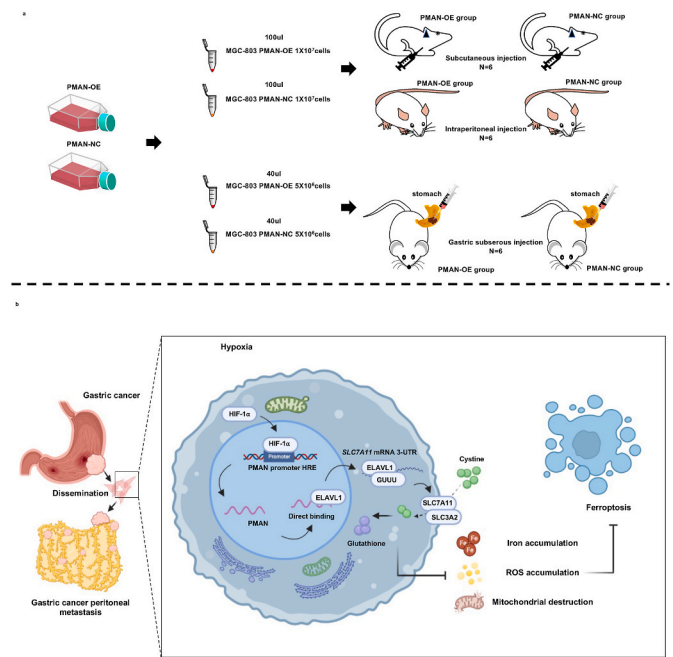 a
PMAN-OE
PMAN-NC
100ul
MGC-803 PMAN-OE 1X10⁷cells
100ul
MGC-803 PMAN-NC 1X10⁷cells
40ul
MGC-803 PMAN-OE 5X10⁶cells
40ul
MGC-803 PMAN-NC 5X10⁶cells
PMAN-OE group
PMAN-NC group
Subcutaneous injection
N=6
PMAN-OE group
PMAN-NC group
Intraperitoneal injection
N=6
stomach
stomach
Gastric subserous injection
N=6
PMAN-OE group
PMAN-NC group
b
Hypoxia
Gastric cancer
Dissemination
Gastric cancer peritoneal
metastasis
HIF-1α
HIF-1α
Promoter
PMAN promoter HRE
PMAN
ELAVL1
Direct binding
SLC7A11 mRNA 3-UTR
ELAVL1
GUUU
Cystine
SLC7A11
SLC3A2
Glutathione
Ferroptosis
Fe
Fe
Fe
Iron accumulation
ROS accumulation
Mitochondrial destruction